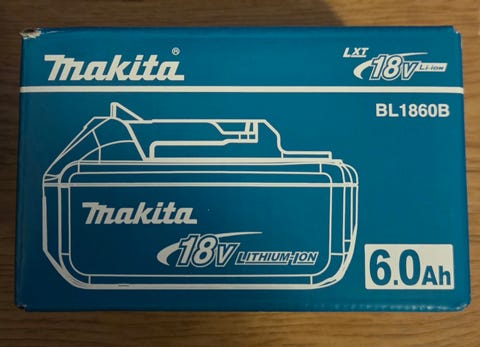 makita®
LXT
18V Li-ion
BL1860B
makita
18V LITHIUM-ION
6.0Ah